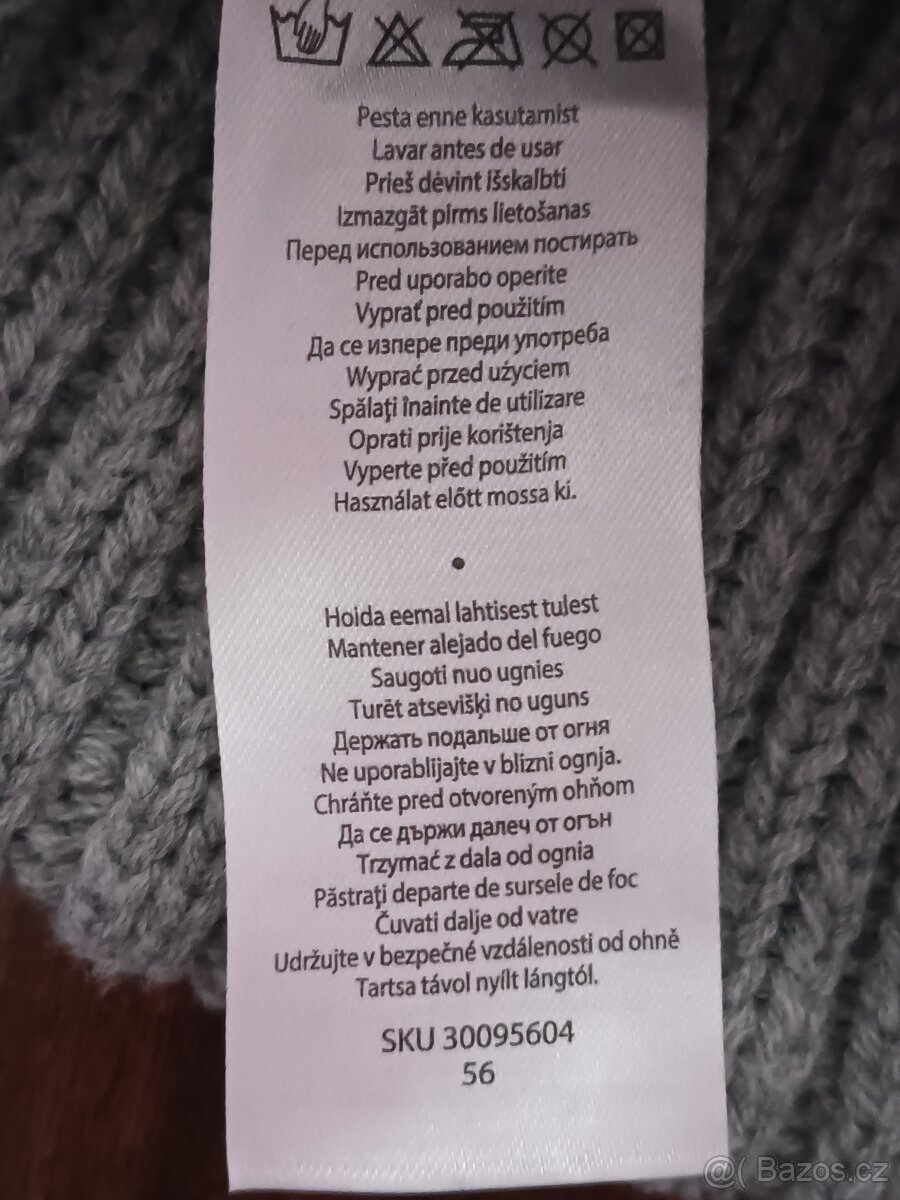 Pesta enne kasutamist
Lavar antes de usar
Prieš dėvint išskalbti
Izmazgāt pirms lietošanas
Перед использованием постирать
Pred uporabo operite
Vyprať pred použitím
Да се изпере преди употреба
Wyprać przed użyciem
Spălaţi înainte de utilizare
Oprati prije korištenja
Vyperte před použitím
Használat előtt mossa ki.
•
Hoida eemal lahtisest tulest
Mantener alejado del fuego
Saugoti nuo ugnies
Turēt atsevišķi no uguns
Держать подальше от огня
Ne uporablijajte v blizni ognja.
Chráňte pred otvoreným ohňom
Да се държи далеч от огън
Trzymać z dala od ognia
Păstraţi departe de sursele de foc
Čuvati dalje od vatre
Udržujte v bezpečné vzdálenosti od ohně
Tartsa távol nyílt lángtól.
SKU 30095604
56
@( Bazos.cz